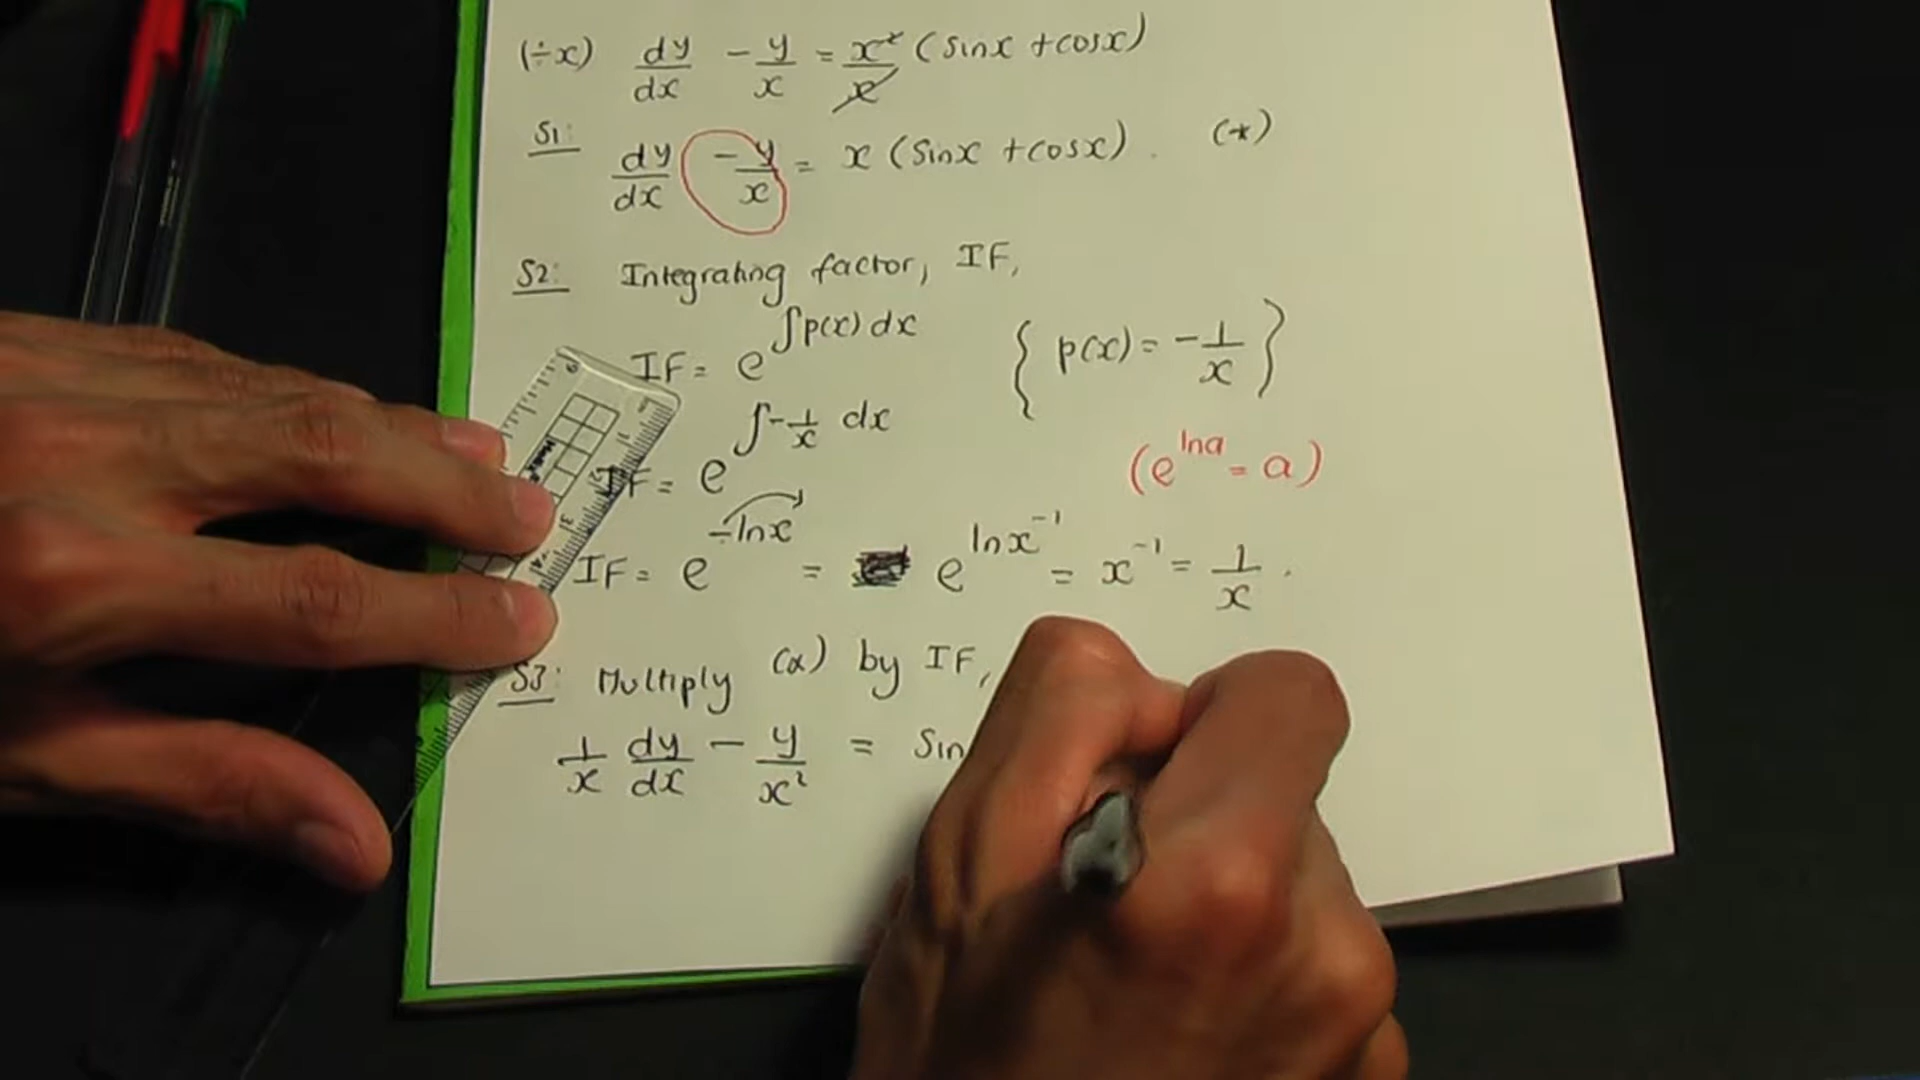 (÷x) dy/dx - y/x = x²/x (sinx + cosx)
S1: dy/dx - y/x = x (sinx + cosx). (*)
S2: Integrating factor, IF,
IF = e^∫p(x)dx { p(x) = -1/x }
IF = e^∫-1/x dx (e^lna = a)
IF = e^-lnx = e^lnx^-1 = x^-1 = 1/x.
S3: Multiply (*) by IF,
1/x dy/dx - y/x² = Sin